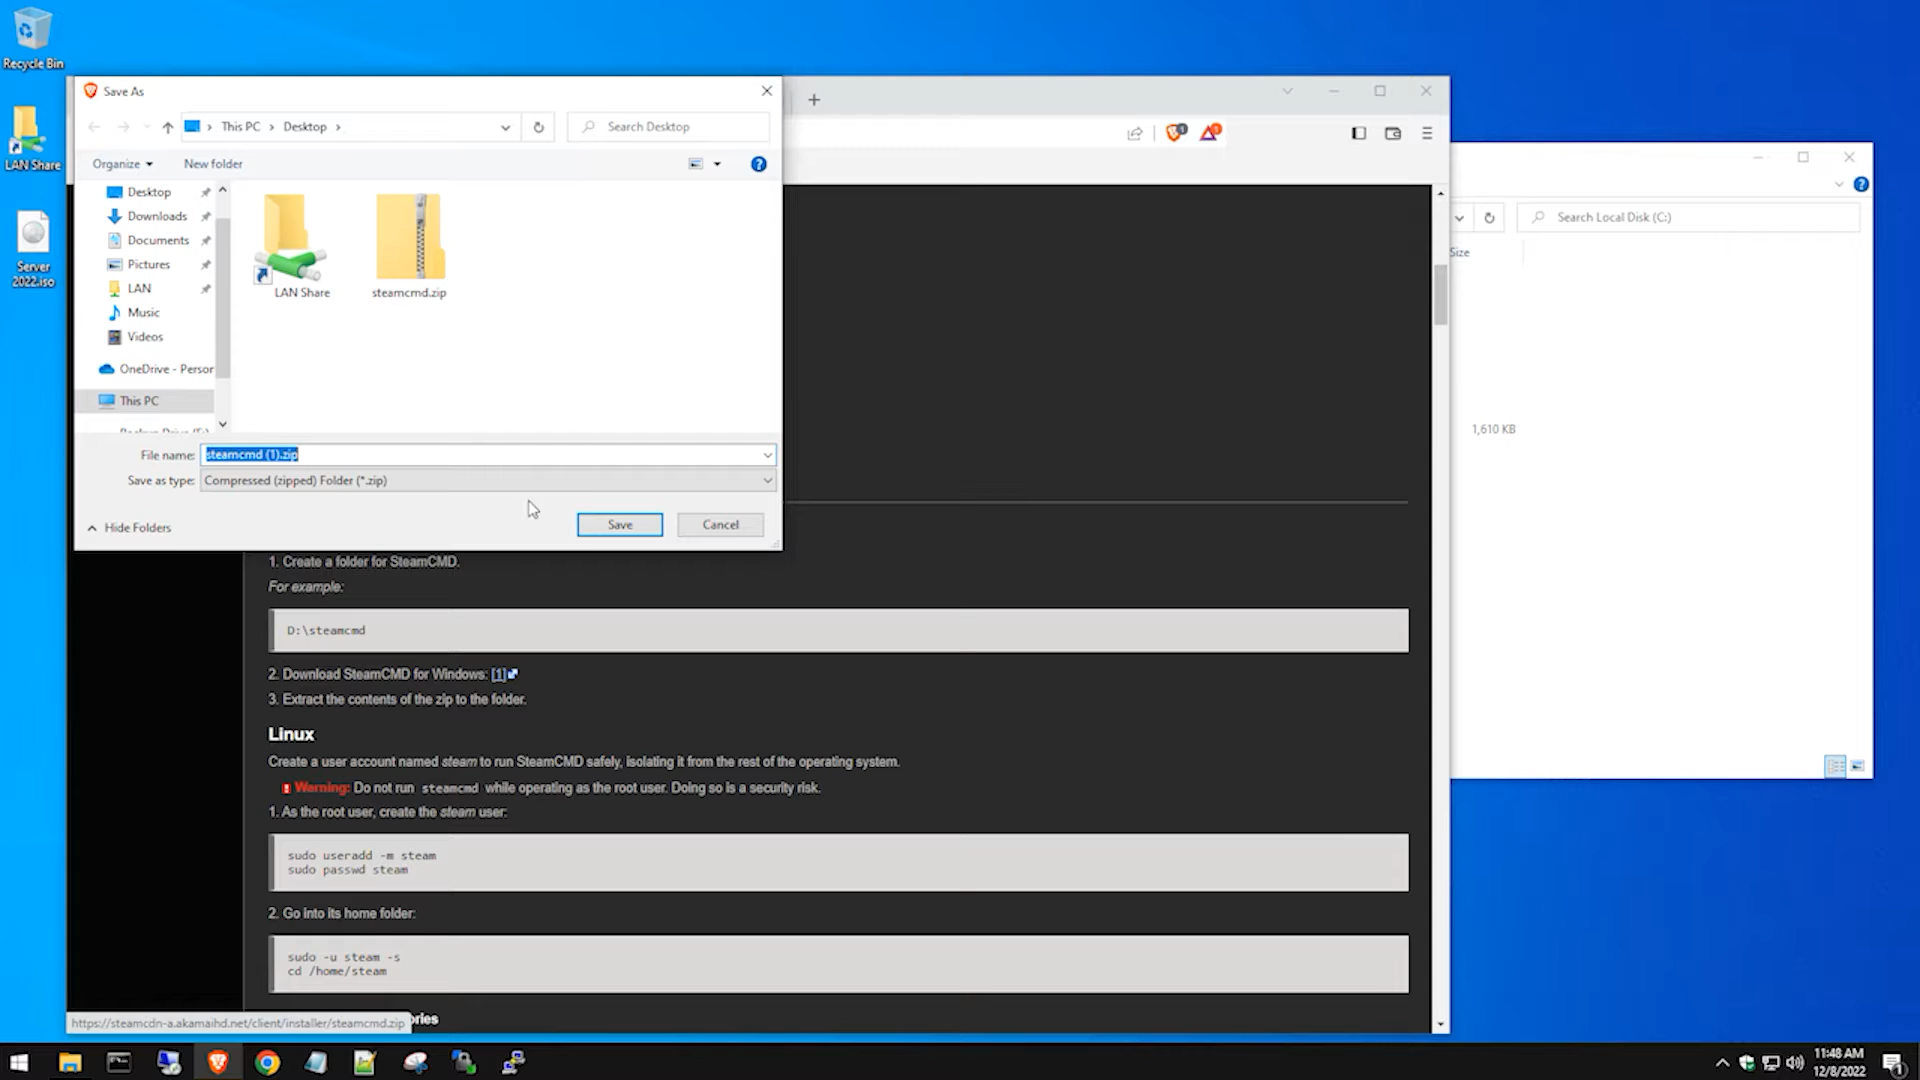 Recycle Bin
LAN Share
Server
2022.iso
Save As
This PC
Desktop
Search Desktop
Organize
New folder
Desktop
Downloads
Documents
Pictures
LAN
Music
Videos
OneDrive - Persor
This PC
LAN Share
steamcmd.zip
File name:
steamcmd (1).zip
Save as type:
Compressed (zipped) Folder (*.zip)
Hide Folders
Save
Cancel
Search Local Disk (C:)
Size
1,610 KB
1. Create a folder for SteamCMD.
For example:
D:\steamcmd
2. Download SteamCMD for Windows: [1]
3. Extract the contents of the zip to the folder.
Linux
Create a user account named steam to run SteamCMD safely, isolating it from the rest of the operating system.
Warning: Do not run steamcmd while operating as the root user. Doing so is a security risk.
1. As the root user, create the steam user:
sudo useradd -m steam
sudo passwd steam
2. Go into its home folder:
sudo -u steam -s
cd /home/steam
https://steamcdn-a.akamaihd.net/client/installer/steamcmd.zip
ories
11:48 AM
12/8/2022